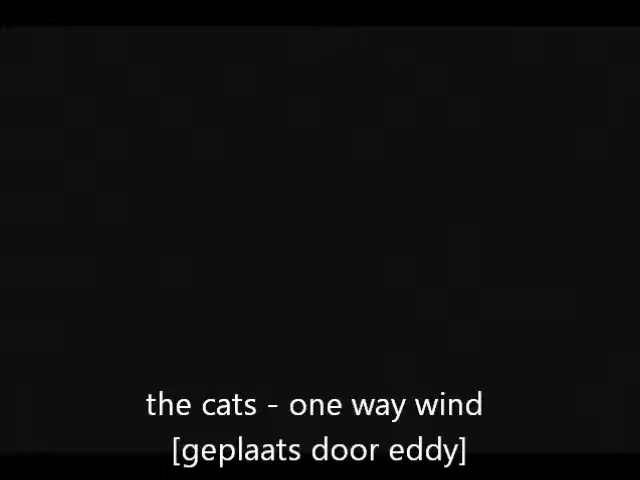 the cats - one way wind
[geplaats door eddy]